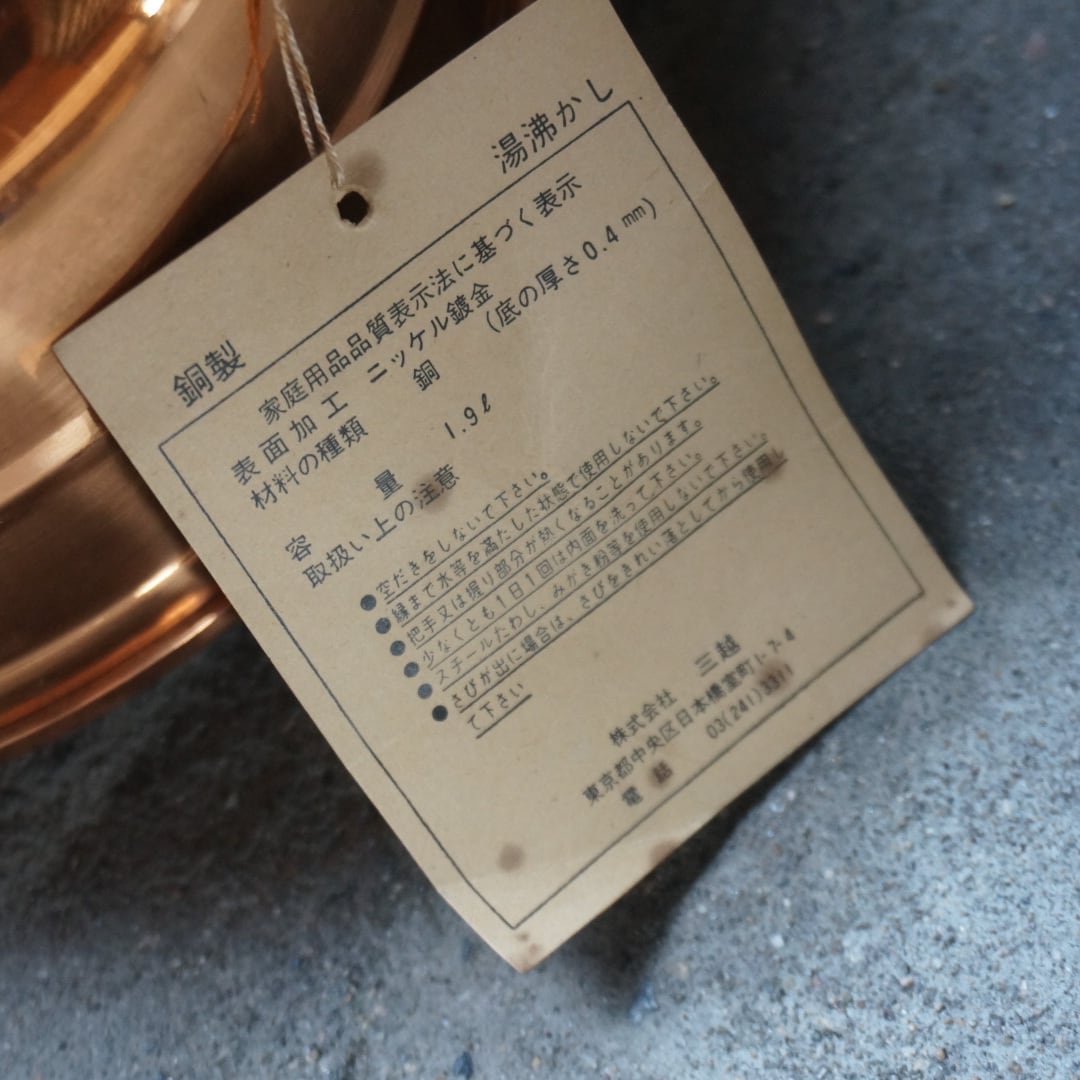 銅製 湯沸かし
家庭用品品質表示法に基づく表示
表面加工 ニッケル鍍金
材料の種類 銅 (底の厚さ0.4㎜)
容量 1.9ℓ
取扱い上の注意
●空だきをしないで下さい。
●縁まで水等を満たした状態で使用しないで下さい。
●把手又は握り部分が熱くなることがあります。
●少なくとも1日1回は内面を洗って下さい。
●スチールたわし、みがき粉等を使用しないで下さい。
●さびが出に場合は、さびをきれい落としてから使用し
て下さい
株式会社 三越
東京都中央区日本橋室町1-7-4
電話 03(241)3311